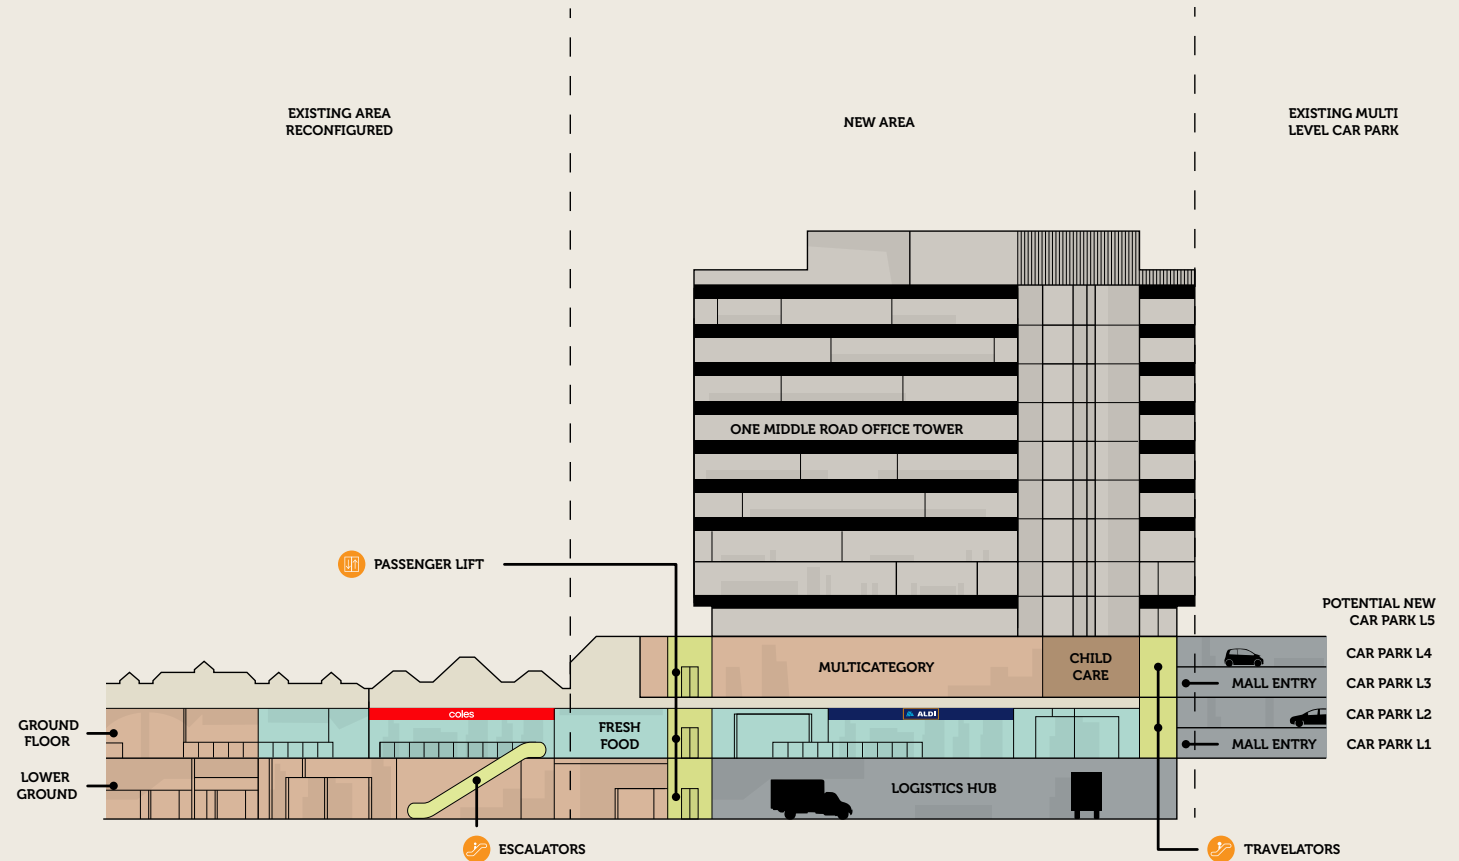 EXISTING AREA
RECONFIGURED
NEW AREA
EXISTING MULTI
LEVEL CAR PARK
ONE MIDDLE ROAD OFFICE TOWER
PASSENGER LIFT
POTENTIAL NEW
CAR PARK L5
MULTICATEGORY
CHILD
CARE
CAR PARK L4
MALL ENTRY
CAR PARK L3
coles
ALDI
CAR PARK L2
GROUND
FLOOR
FRESH
FOOD
MALL ENTRY
CAR PARK L1
LOWER
GROUND
LOGISTICS HUB
ESCALATORS
TRAVELATORS